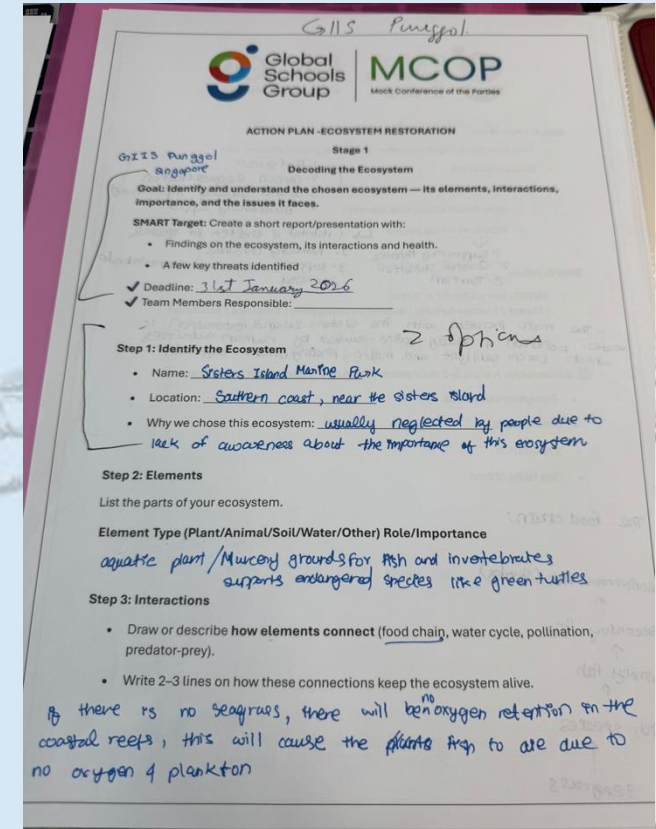 GIIS Punggol
Global
Schools
Group
MCOP
Mock Conference of the Parties
ACTION PLAN -ECOSYSTEM RESTORATION
Stage 1
GIIS Punggol
Singapore
Decoding the Ecosystem
Goal: Identify and understand the chosen ecosystem — its elements, interactions,
importance, and the issues it faces.
SMART Target: Create a short report/presentation with:
• Findings on the ecosystem, its interactions and health.
• A few key threats identified
✓ Deadline: 31st January 2026
✓ Team Members Responsible:
2 options
Step 1: Identify the Ecosystem
• Name: Sisters Island Marine Park
• Location: Southern coast, near the sisters island
• Why we chose this ecosystem: usually neglected by people due to
lack of awareness about the importance of this ecosystem
Step 2: Elements
List the parts of your ecosystem.
Element Type (Plant/Animal/Soil/Water/Other) Role/Importance
aquatic plant / Nursery grounds for fish and invertebrates
supports endangered species like green turtles
Step 3: Interactions
• Draw or describe how elements connect (food chain, water cycle, pollination,
predator-prey).
• Write 2–3 lines on how these connections keep the ecosystem alive.
If there is no seagrass, there will be no oxygen retention in the
coastal reefs, this will cause the plants fish to die due to
no oxygen & plankton